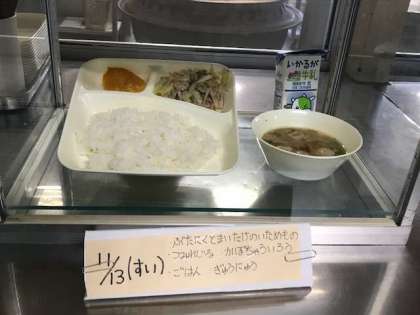 いかるが
牛乳
11/13(すい)
ぶたにくとまいたけのいためもの
・つみれじる かぼちゃういろう
・ごはん ぎゅうにゅう